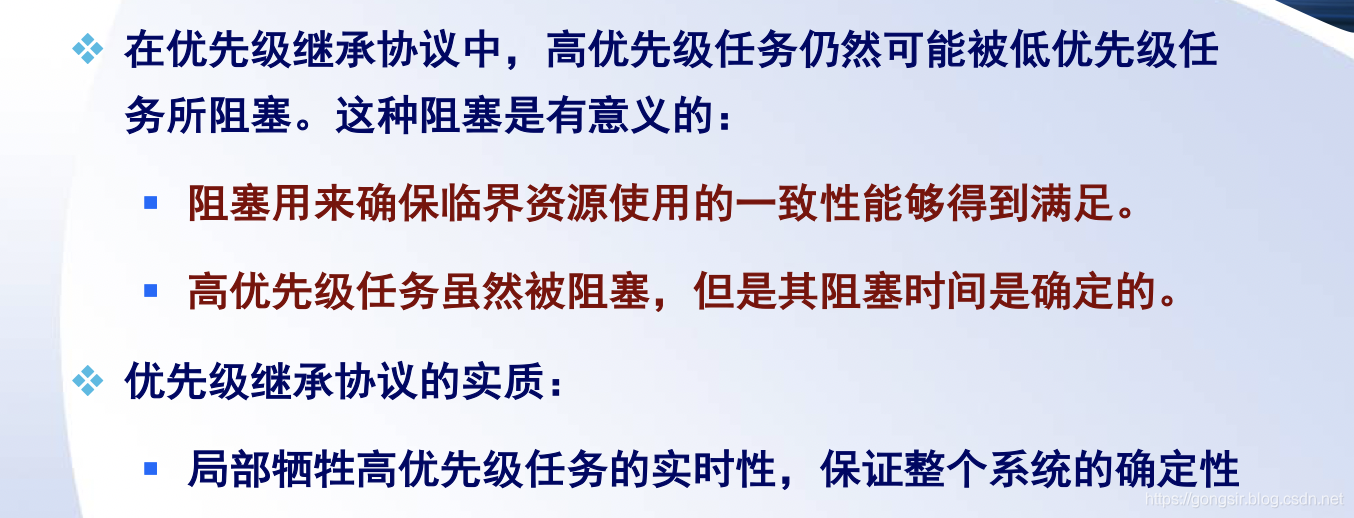 在优先级继承协议中，高优先级任务仍然可能被低优先级任
务所阻塞。这种阻塞是有意义的：
阻塞用来确保临界资源使用的一致性能够得到满足。
高优先级任务虽然被阻塞，但是其阻塞时间是确定的。
优先级继承协议的实质：
局部牺牲高优先级任务的实时性，保证整个系统的确定性
https://gongsir.blog.csdn.net